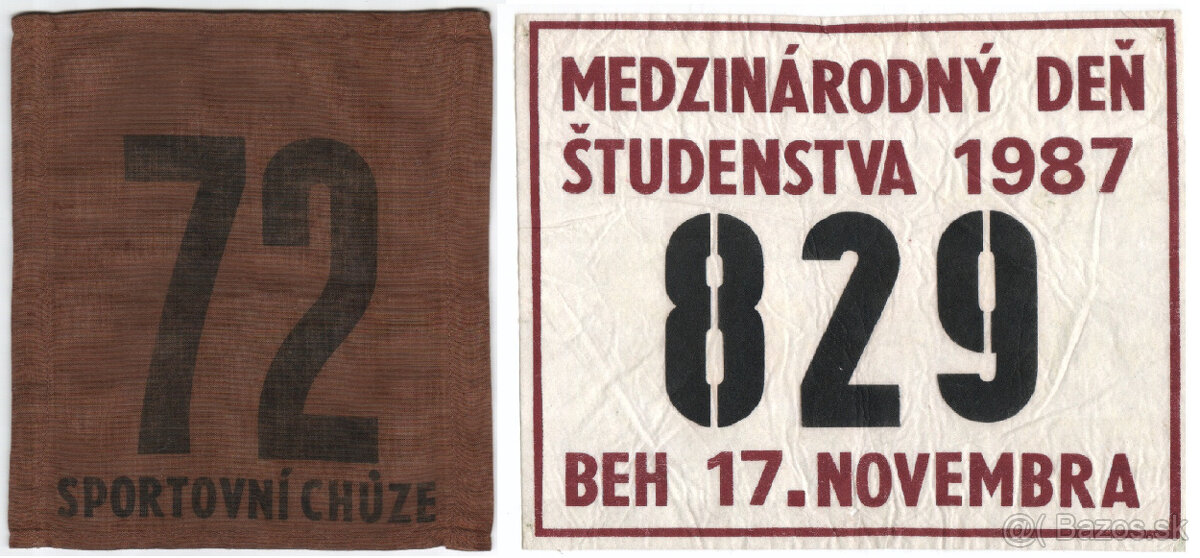 72
SPORTOVNÍ CHŮZE
MEDZINÁRODNÝ DEŇ
ŠTUDENSTVA 1987
829
BEH 17. NOVEMBRA
@( Bazos.sk